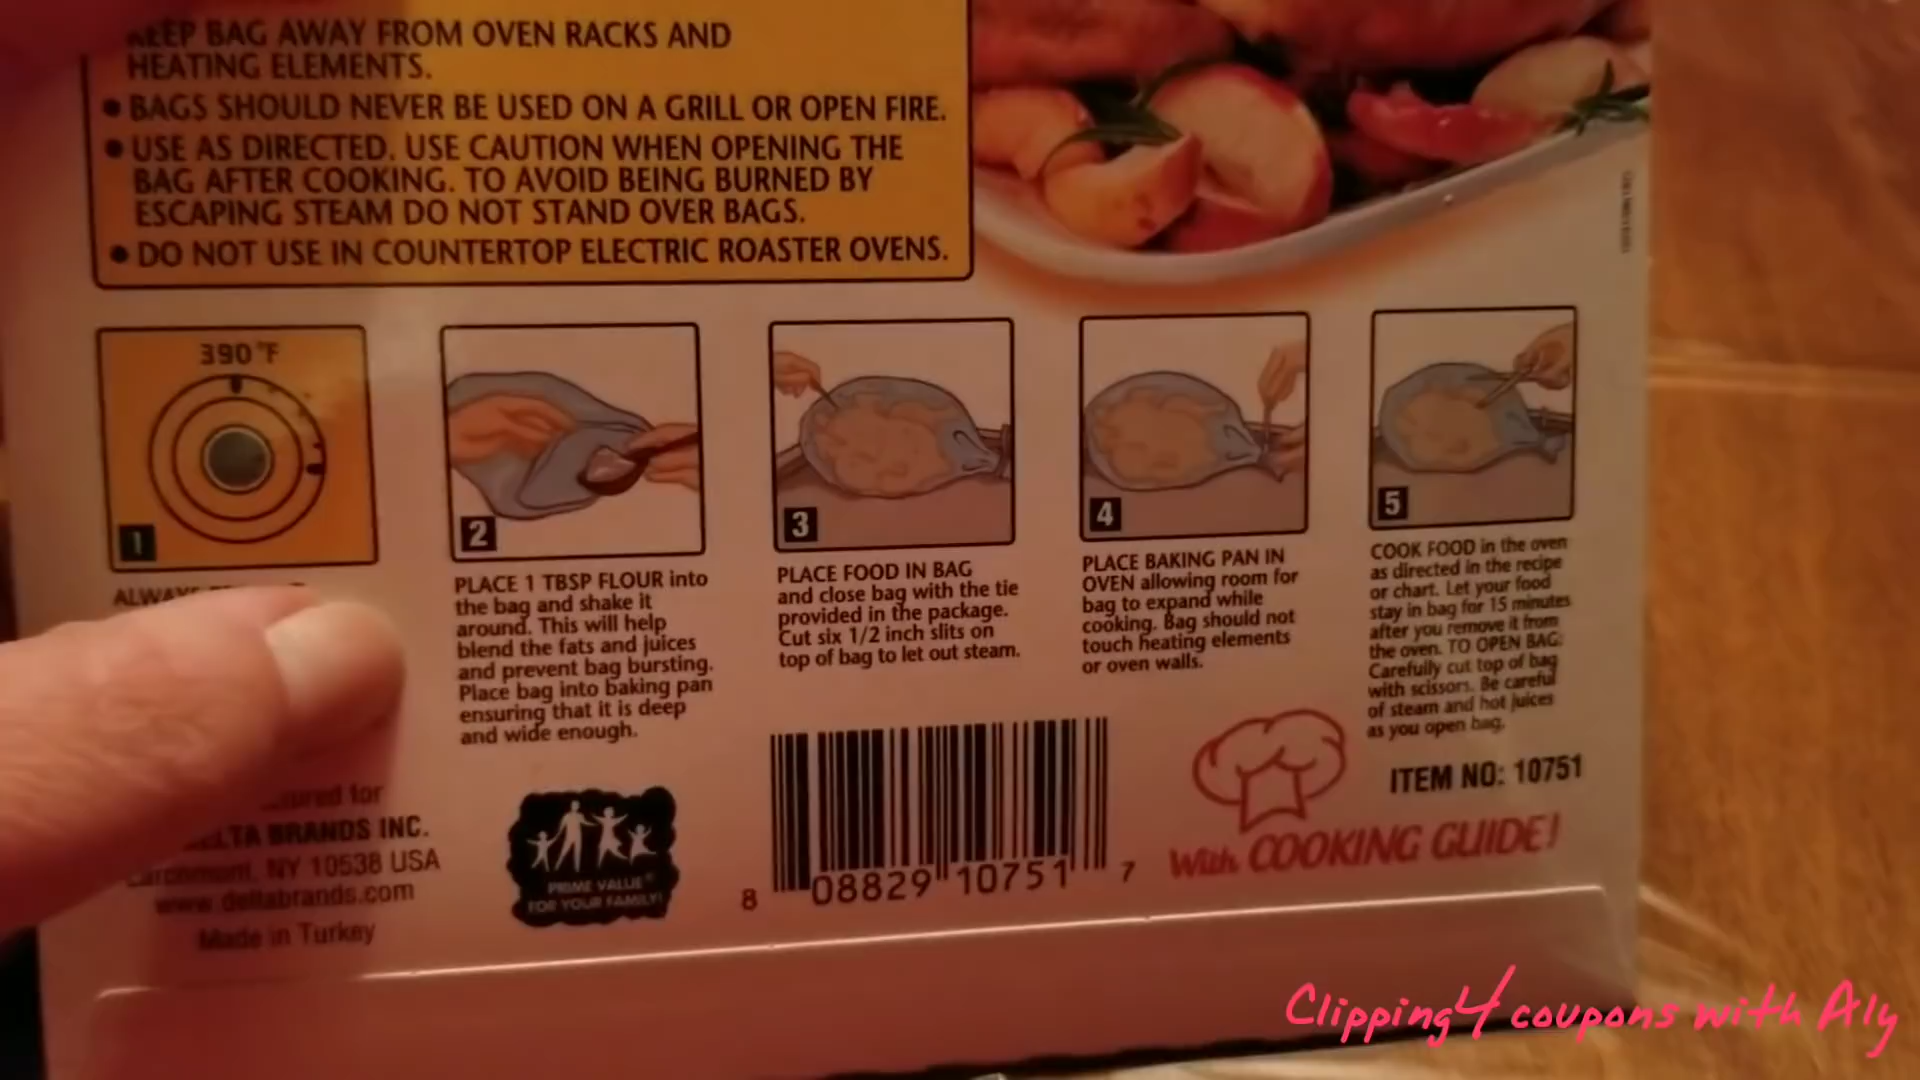 KEEP BAG AWAY FROM OVEN RACKS AND
HEATING ELEMENTS.
• BAGS SHOULD NEVER BE USED ON A GRILL OR OPEN FIRE.
• USE AS DIRECTED. USE CAUTION WHEN OPENING THE
BAG AFTER COOKING. TO AVOID BEING BURNED BY
ESCAPING STEAM DO NOT STAND OVER BAGS.
• DO NOT USE IN COUNTERTOP ELECTRIC ROASTER OVENS.
390°F
1
ALWAYS
2
PLACE 1 TBSP FLOUR into
the bag and shake it
around. This will help
blend the fats and juices
and prevent bag bursting.
Place bag into baking pan
ensuring that it is deep
and wide enough.
3
PLACE FOOD IN BAG
and close bag with the tie
provided in the package.
Cut six 1/2 inch slits on
top of bag to let out steam.
4
PLACE BAKING PAN IN
OVEN allowing room for
bag to expand while
cooking. Bag should not
touch heating elements
or oven walls.
5
COOK FOOD in the oven
as directed in the recipe
or chart. Let your food
stay in bag for 15 minutes
after you remove it from
the oven. TO OPEN BAG:
Carefully cut top of bag
with scissors. Be careful
of steam and hot juices
as you open bag.
for
DELTA BRANDS INC.
Larchmont, NY 10538 USA
www.deltabrands.com
Made in Turkey
PRIME VALUE®
FOR YOUR FAMILY!
8 08829 10751 7
ITEM NO: 10751
With COOKING GUIDE!
Clipping4 coupons with Aly